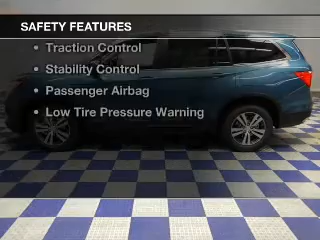 SAFETY FEATURES
• Traction Control
• Stability Control
• Passenger Airbag
• Low Tire Pressure Warning